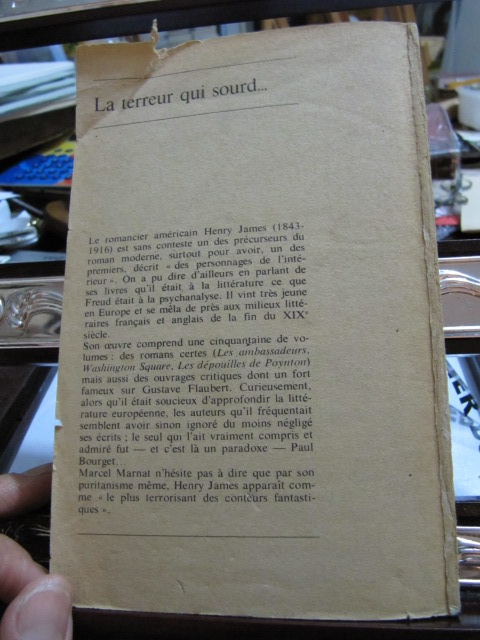 La terreur qui sourd...
Le romancier américain Henry James (1843-
1916) est sans conteste un des précurseurs du
roman moderne, surtout pour avoir, un des
premiers, décrit « des personnages de l'inté-
rieur ». On a pu dire d'ailleurs en parlant de
ses livres qu'il était à la littérature ce que
Freud était à la psychanalyse. Il vint très jeune
en Europe et se mêla de près aux milieux litté-
raires français et anglais de la fin du XIXe
siècle.
Son œuvre comprend une cinquantaine de vo-
lumes : des romans certes (Les ambassadeurs,
Washington Square, Les dépouilles de Poynton)
mais aussi des ouvrages critiques dont un fort
fameux sur Gustave Flaubert. Curieusement,
alors qu'il était soucieux d'approfondir la litté-
rature européenne, les auteurs qu'il fréquentait
semblent avoir sinon ignoré du moins négligé
ses écrits ; le seul qui l'ait vraiment compris et
admiré fut — et c'est là un paradoxe — Paul
Bourget...
Marcel Marnat n'hésite pas à dire que par son
puritanisme même, Henry James apparaît com-
me « le plus terrorisant des conteurs fantasti-
ques ».